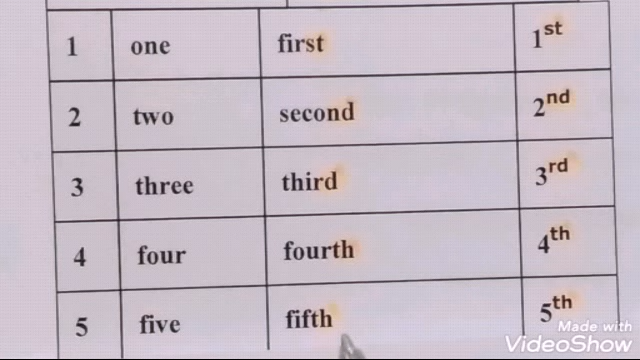 1 one first 1st
2 two second 2nd
3 three third 3rd
4 four fourth 4th
5 five fifth 5th
Made with
VideoShow